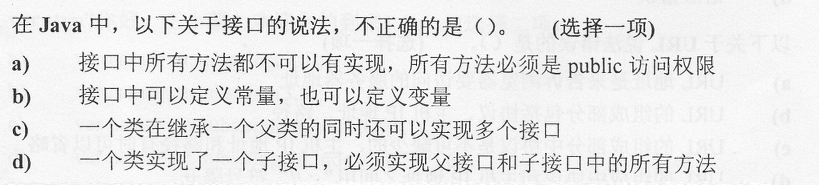 在 Java 中，以下关于接口的说法，不正确的是（）。 (选择一项)
a) 接口中所有方法都不可以有实现，所有方法必须是 public 访问权限
b) 接口中可以定义常量，也可以定义变量
c) 一个类在继承一个父类的同时还可以实现多个接口
d) 一个类实现了一个子接口，必须实现父接口和子接口中的所有方法